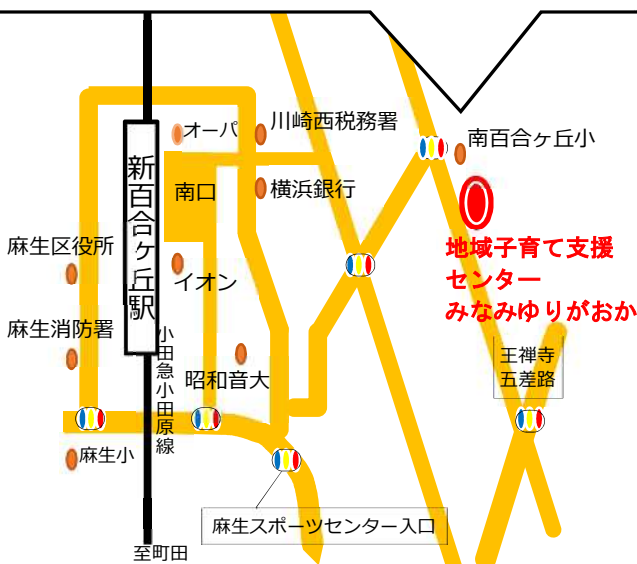 オーパ
川崎西税務署
南百合ヶ丘小
新百合ヶ丘駅
南口
横浜銀行
麻生区役所
イオン
地域子育て支援
センター
みなみゆりがおか
麻生消防署
小田急小田原線
昭和音大
王禅寺
五差路
麻生小
麻生スポーツセンター入口
至町田